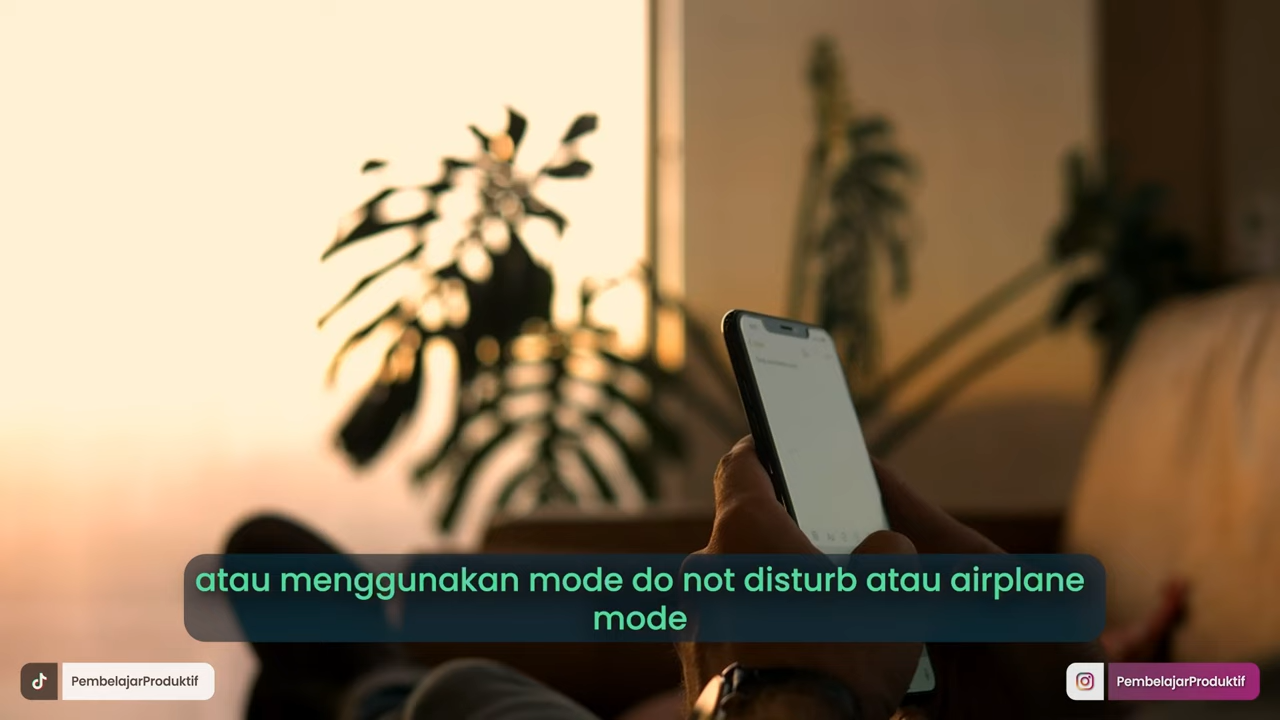 atau menggunakan mode do not disturb atau airplane
mode
PembelajarProduktif
PembelajarProduktif